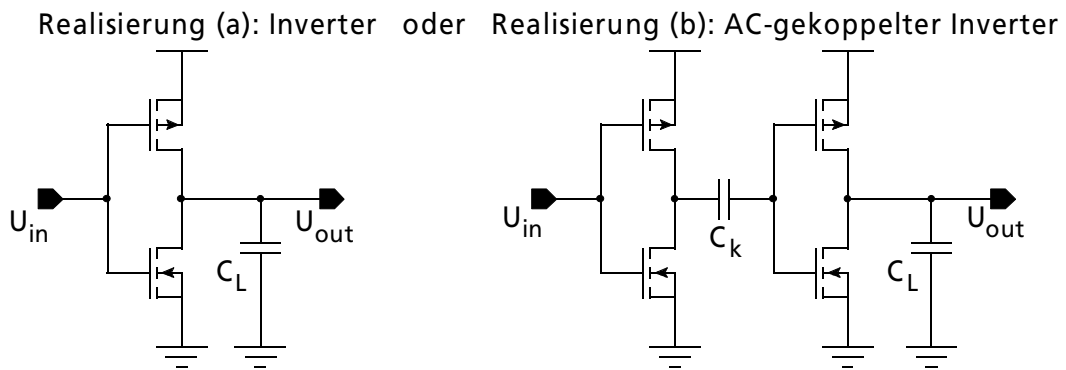 Realisierung (a): Inverter oder Realisierung (b): AC-gekoppelter Inverter
U_in U_out C_L
U_in C_k U_out C_L